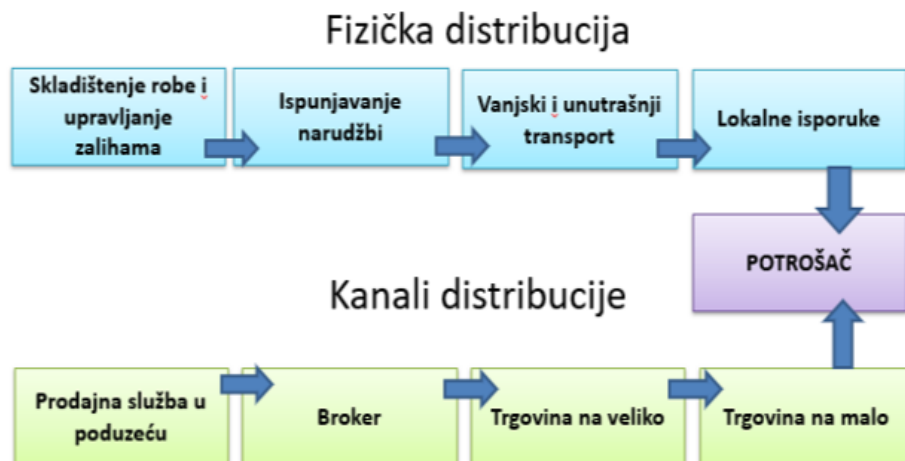 Fizička distribucija
Skladištenje robe i
upravljanje
zalihama
Ispunjavanje
narudžbi
Vanjski i unutrašnji
transport
Lokalne isporuke
POTROŠAČ
Kanali distribucije
Prodajna služba u
poduzeću
Broker
Trgovina na veliko
Trgovina na malo